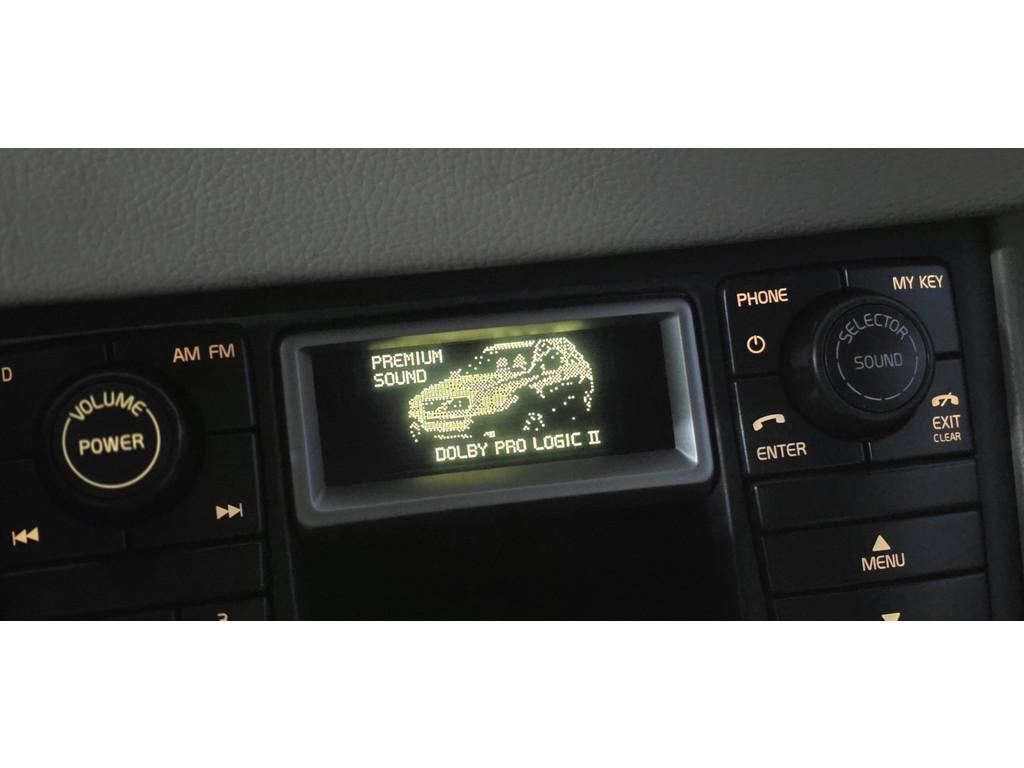 D
AM FM
VOLUME
POWER
PREMIUM
SOUND
DOLBY PRO LOGIC II
PHONE
MY KEY
SELECTOR
SOUND
ENTER
EXIT
CLEAR
MENU